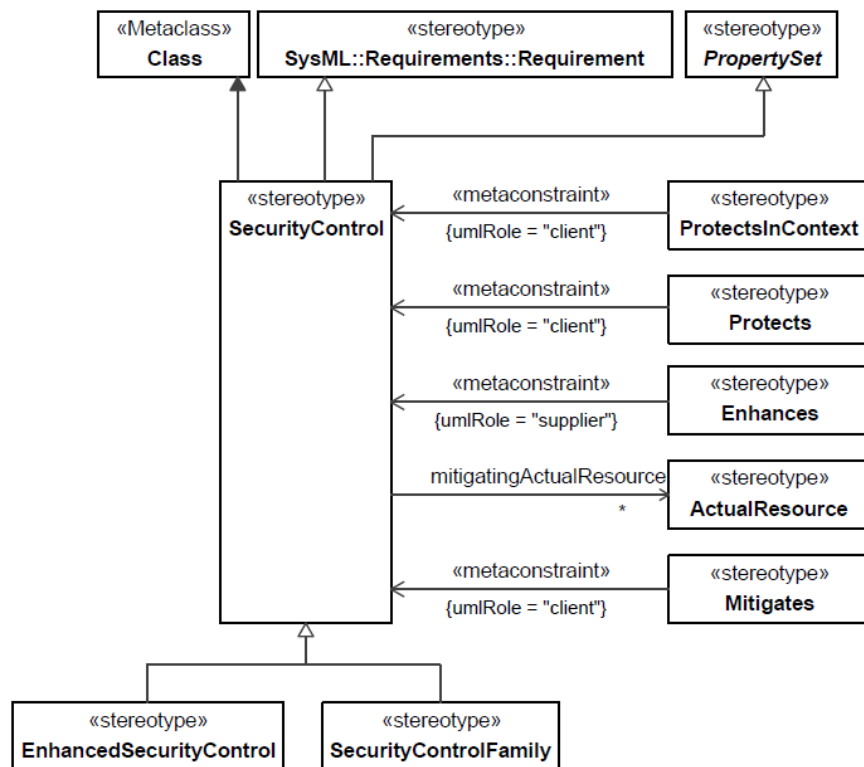 «Metaclass»
Class
«stereotype»
SysML::Requirements::Requirement
«stereotype»
PropertySet
«stereotype»
SecurityControl
«metaconstraint»
{umlRole = "client"}
«stereotype»
ProtectsInContext
«metaconstraint»
{umlRole = "client"}
«stereotype»
Protects
«metaconstraint»
{umlRole = "supplier"}
«stereotype»
Enhances
mitigatingActualResource
*
«stereotype»
ActualResource
«metaconstraint»
{umlRole = "client"}
«stereotype»
Mitigates
«stereotype»
EnhancedSecurityControl
«stereotype»
SecurityControlFamily